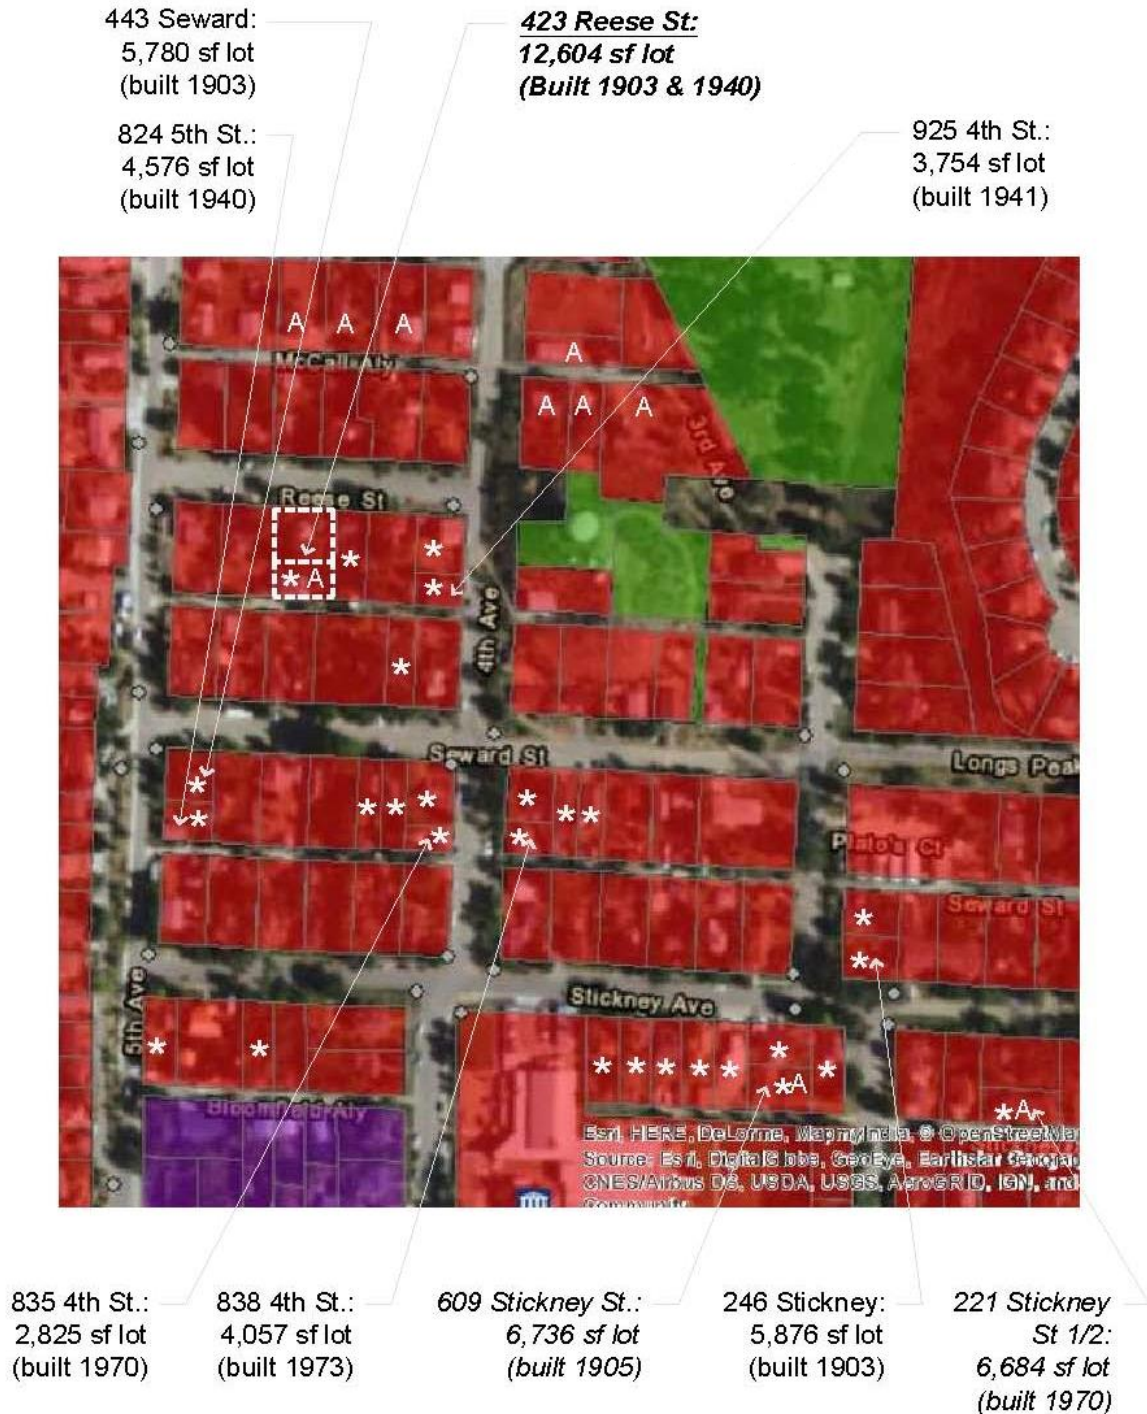 443 Seward:
5,780 sf lot
(built 1903)
423 Reese St:
12,604 sf lot
(Built 1903 & 1940)
824 5th St.:
4,576 sf lot
(built 1940)
925 4th St.:
3,754 sf lot
(built 1941)
A A A
McCall Aly
A
A A A
3rd Ave
Reese St
*
*
* A
*
4th Ave
*
Seward St
Longs Peak
*
*
* * *
*
*
* *
*
Plato's Ct
Seward St
*
*
5th Ave
Stickney Ave
* *
* * * * * * *
*A
*A
Bloomfield Aly
Esri, HERE, DeLorme, MapmyIndia, © OpenStreetMa
Source: Esri, DigitalGlobe, GeoEye, Earthstar Geograp
CNES/Airbus DS, USDA, USGS, AeroGRID, IGN, and
Community
835 4th St.:
2,825 sf lot
(built 1970)
838 4th St.:
4,057 sf lot
(built 1973)
609 Stickney St.:
6,736 sf lot
(built 1905)
246 Stickney:
5,876 sf lot
(built 1903)
221 Stickney
St 1/2:
6,684 sf lot
(built 1970)